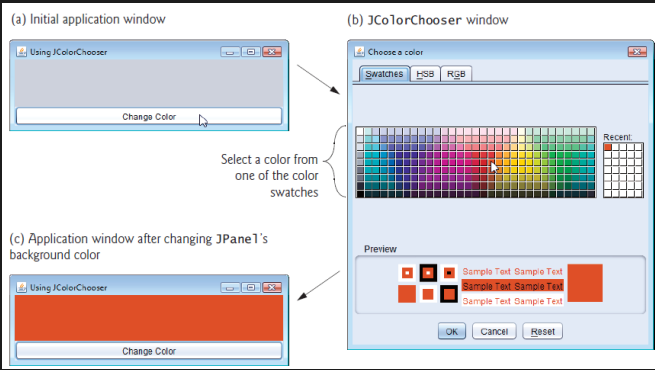 (a) Initial application window
Using JColorChooser
Change Color
(b) JColorChooser window
Choose a color
Swatches HSB RGB
Recent:
Select a color from
one of the color
swatches
Preview
Sample Text Sample Text
Sample Text Sample Text
Sample Text Sample Text
OK Cancel Reset
(c) Application window after changing JPanel's
background color
Using JColorChooser
Change Color